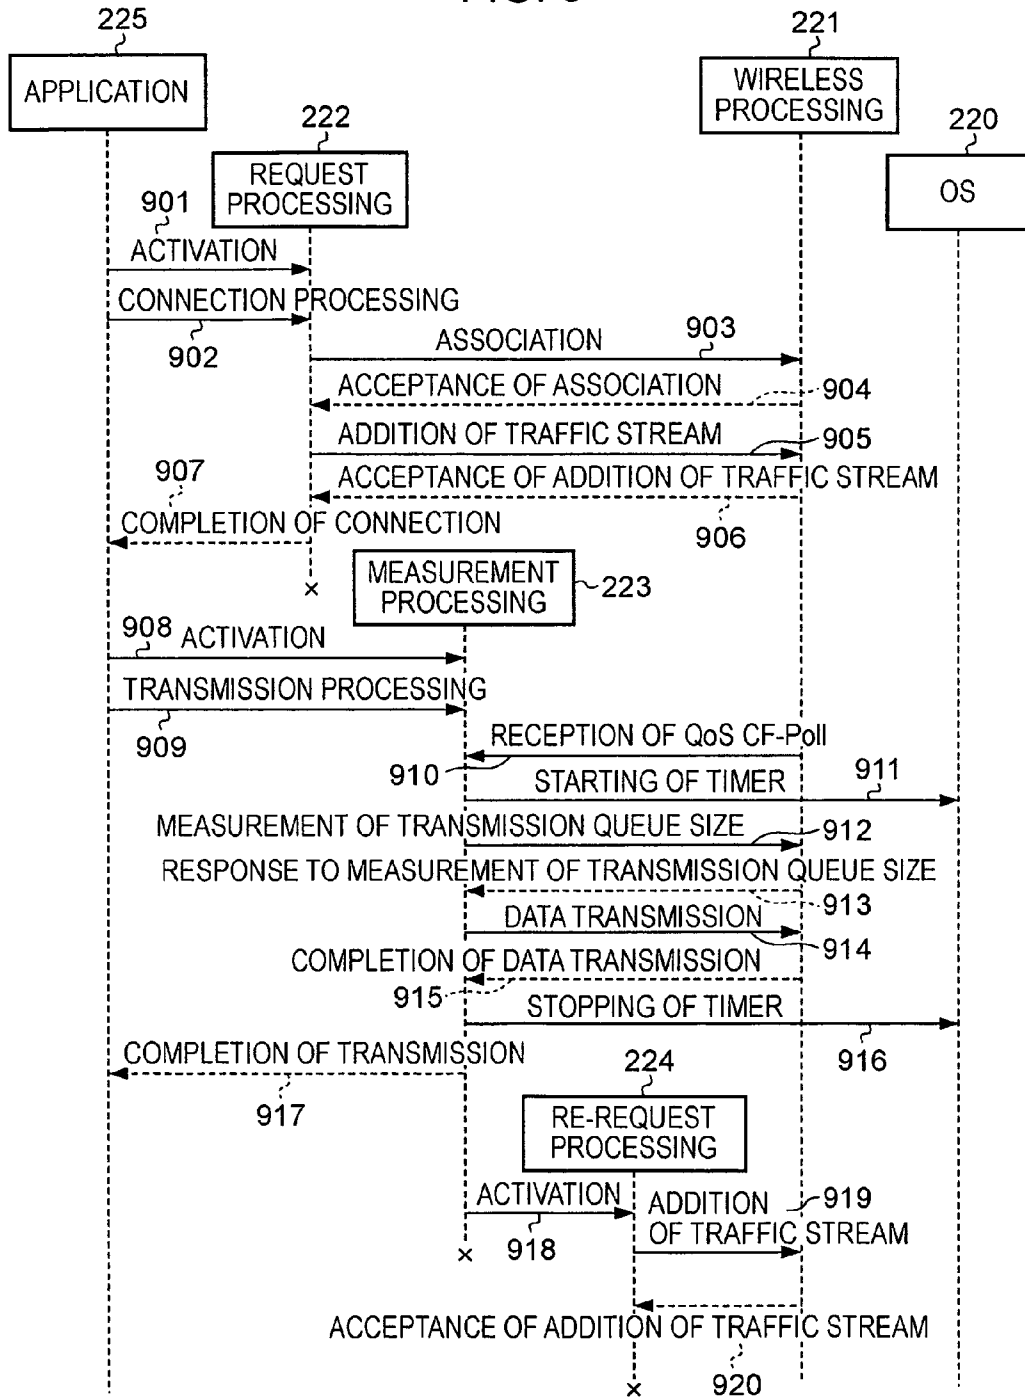 225
APPLICATION
221
WIRELESS
PROCESSING
222
REQUEST
PROCESSING
220
OS
901
ACTIVATION
CONNECTION PROCESSING
902
ASSOCIATION
903
ACCEPTANCE OF ASSOCIATION
904
ADDITION OF TRAFFIC STREAM
905
907
ACCEPTANCE OF ADDITION OF TRAFFIC STREAM
906
COMPLETION OF CONNECTION
×
MEASUREMENT
PROCESSING
223
908
ACTIVATION
TRANSMISSION PROCESSING
909
RECEPTION OF QoS CF-Poll
910
STARTING OF TIMER
911
MEASUREMENT OF TRANSMISSION QUEUE SIZE
912
RESPONSE TO MEASUREMENT OF TRANSMISSION QUEUE SIZE
913
DATA TRANSMISSION
914
COMPLETION OF DATA TRANSMISSION
915
STOPPING OF TIMER
916
COMPLETION OF TRANSMISSION
917
224
RE-REQUEST
PROCESSING
ACTIVATION
918
×
ADDITION
OF TRAFFIC STREAM
919
ACCEPTANCE OF ADDITION OF TRAFFIC STREAM
920
×